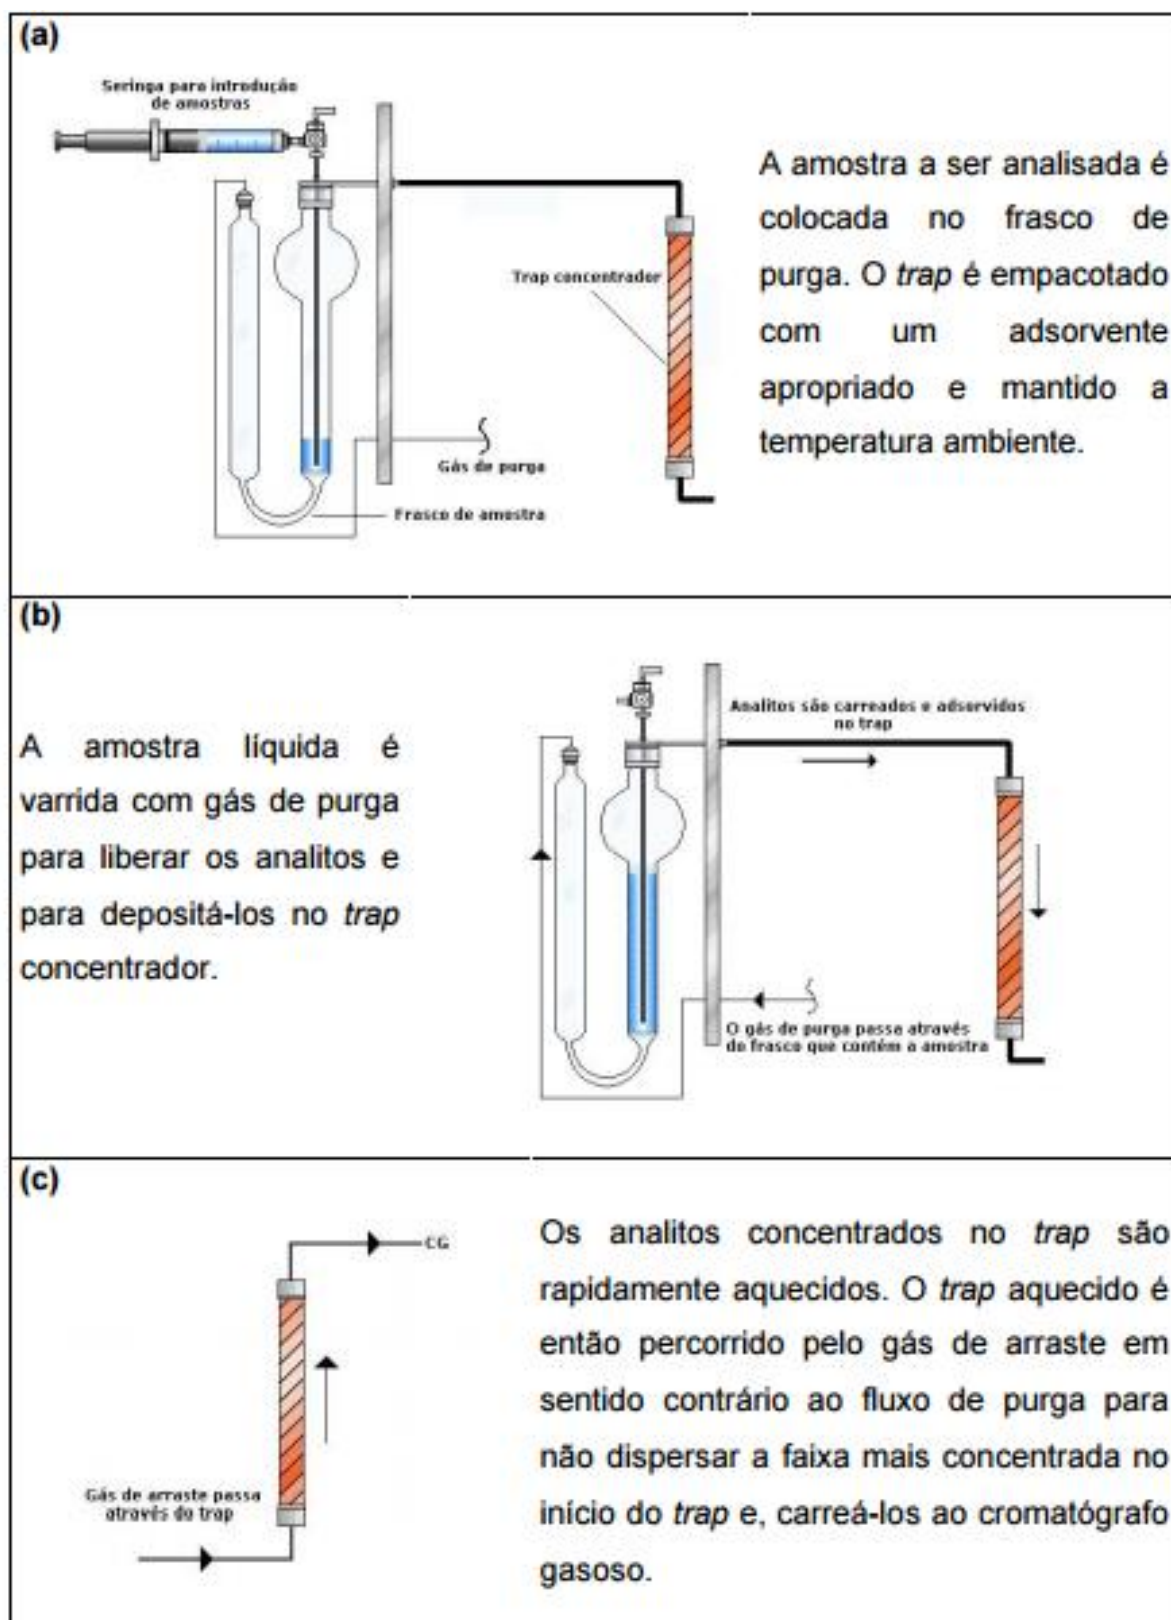 (a)
Seringa para introdução
de amostras
Trap concentrador
Gás de purga
Frasco de amostra
A amostra a ser analisada é
colocada no frasco de
purga. O trap é empacotado
com um adsorvente
apropriado e mantido a
temperatura ambiente.
(b)
A amostra líquida é
varrida com gás de purga
para liberar os analitos e
para depositá-los no trap
concentrador.
Analitos são carreados e adsorvidos
no trap
O gás de purga passa através
do frasco que contém a amostra
(c)
CG
Gás de arraste passa
através do trap
Os analitos concentrados no trap são
rapidamente aquecidos. O trap aquecido é
então percorrido pelo gás de arraste em
sentido contrário ao fluxo de purga para
não dispersar a faixa mais concentrada no
início do trap e, carreá-los ao cromatógrafo
gasoso.